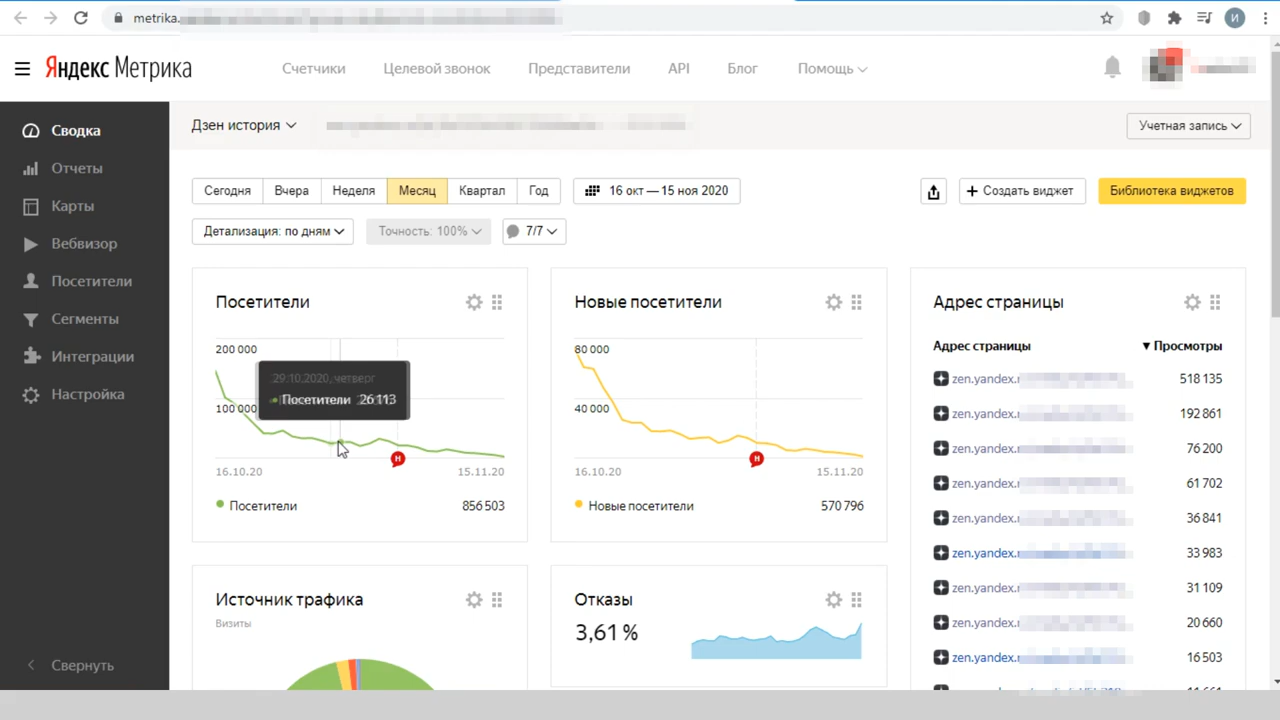 metrika.
И
Яндекс Метрика
Счетчики
Целевой звонок
Представители
API
Блог
Помощь
Сводка
Отчеты
Карты
Вебвизор
Посетители
Сегменты
Интеграции
Настройка
Свернуть
Дзен история
Учетная запись
Сегодня
Вчера
Неделя
Месяц
Квартал
Год
16 окт — 15 ноя 2020
+ Создать виджет
Библиотека виджетов
Детализация: по дням
Точность: 100%
7/7
Посетители
200 000
100 000
29.10.2020, четверг
Посетители 26 113
Н
16.10.20
15.11.20
Посетители
856 503
Новые посетители
80 000
40 000
Н
16.10.20
15.11.20
Новые посетители
570 796
Адрес страницы
Адрес страницы
▼ Просмотры
zen.yandex.r
518 135
zen.yandex.r
192 861
zen.yandex.r
76 200
zen.yandex.r
61 702
zen.yandex.r
36 841
zen.yandex.r
33 983
zen.yandex.r
31 109
zen.yandex.r
20 660
zen.yandex.r
16 503
Источник трафика
Визиты
Отказы
3,61 %